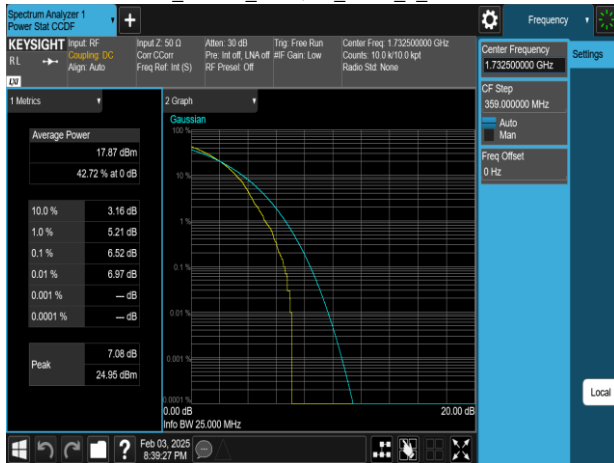 Spectrum Analyzer 1
Power Stat CCDF
Frequency
KEYSIGHT
RL
LXI
Input: RF
Coupling: DC
Align: Auto
Input Z: 50 Ω
Corr CCorr
Freq Ref: Int (S)
Atten: 30 dB
Pre: Int off, LNA off
RF Preset: Off
Trig: Free Run
#IF Gain: Low
Center Freq: 1.732500000 GHz
Counts: 10.0 k/10.0 kpt
Radio Std: None
Center Frequency
1.732500000 GHz
Settings
CF Step
359.000000 MHz
Auto
Man
Freq Offset
0 Hz
Local
1 Metrics
Average Power
17.87 dBm
42.72 % at 0 dB
10.0 % 3.16 dB
1.0 % 5.21 dB
0.1 % 6.52 dB
0.01 % 6.97 dB
0.001 % --- dB
0.0001 % --- dB
Peak
7.08 dB
24.95 dBm
2 Graph
Gaussian
100 %
10 %
1 %
0.1 %
0.01 %
0.001 %
0.0001 %
0.00 dB 20.00 dB
Info BW 25.000 MHz
?
Feb 03, 2025
8:39:27 PM